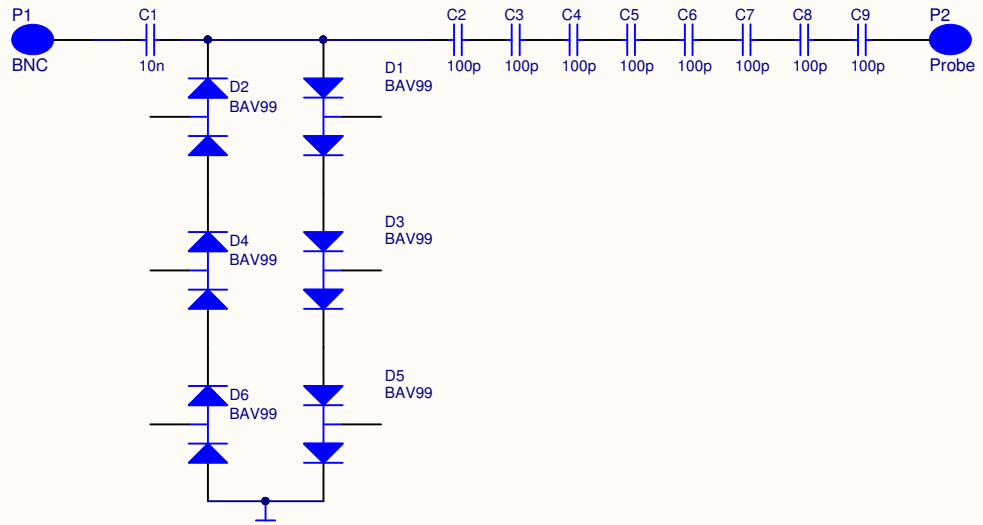 P1
C1
C2
C3
C4
C5
C6
C7
C8
C9
P2
BNC
10n
100p
100p
100p
100p
100p
100p
100p
100p
Probe
D2
BAV99
D1
BAV99
D4
BAV99
D3
BAV99
D6
BAV99
D5
BAV99